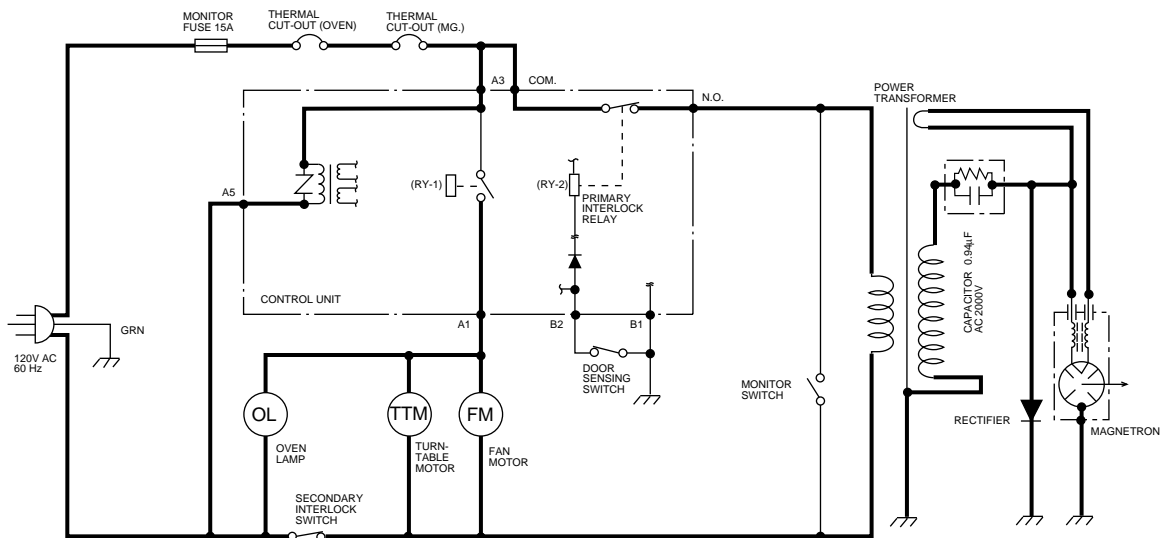 MONITOR
FUSE 15A
THERMAL
CUT-OUT (OVEN)
THERMAL
CUT-OUT (MG.)
A3
COM.
N.O.
POWER
TRANSFORMER
A5
(RY-1)
(RY-2)
PRIMARY
INTERLOCK
RELAY
CAPACITOR 0.94µF
AC 2000V
CONTROL UNIT
A1
B2
B1
GRN
120V AC
60 Hz
DOOR
SENSING
SWITCH
MONITOR
SWITCH
OL
TTM
FM
RECTIFIER
MAGNETRON
OVEN
LAMP
TURN-
TABLE
MOTOR
FAN
MOTOR
SECONDARY
INTERLOCK
SWITCH